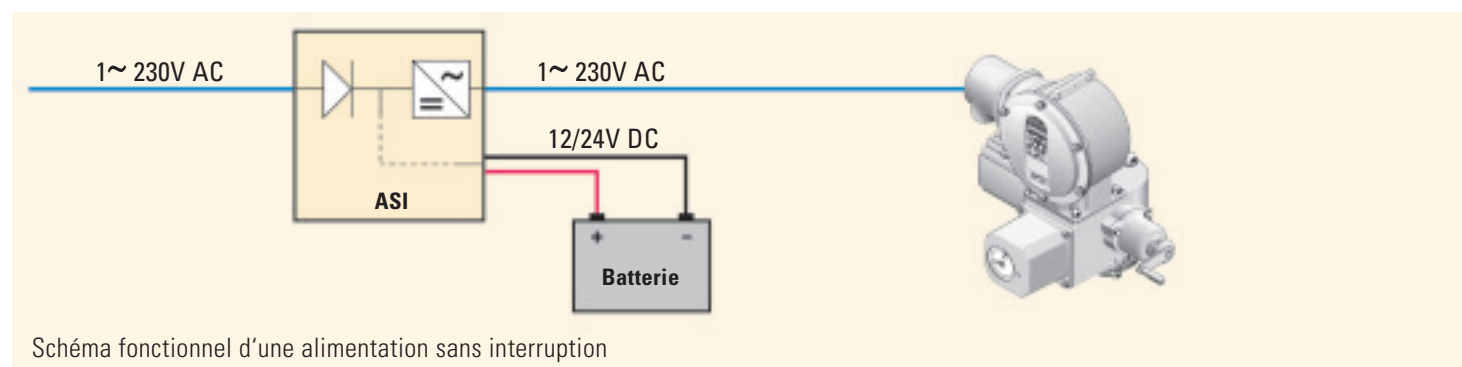 1~ 230V AC
1~ 230V AC
12/24V DC
ASI
+ -
Batterie
Schéma fonctionnel d‘une alimentation sans interruption